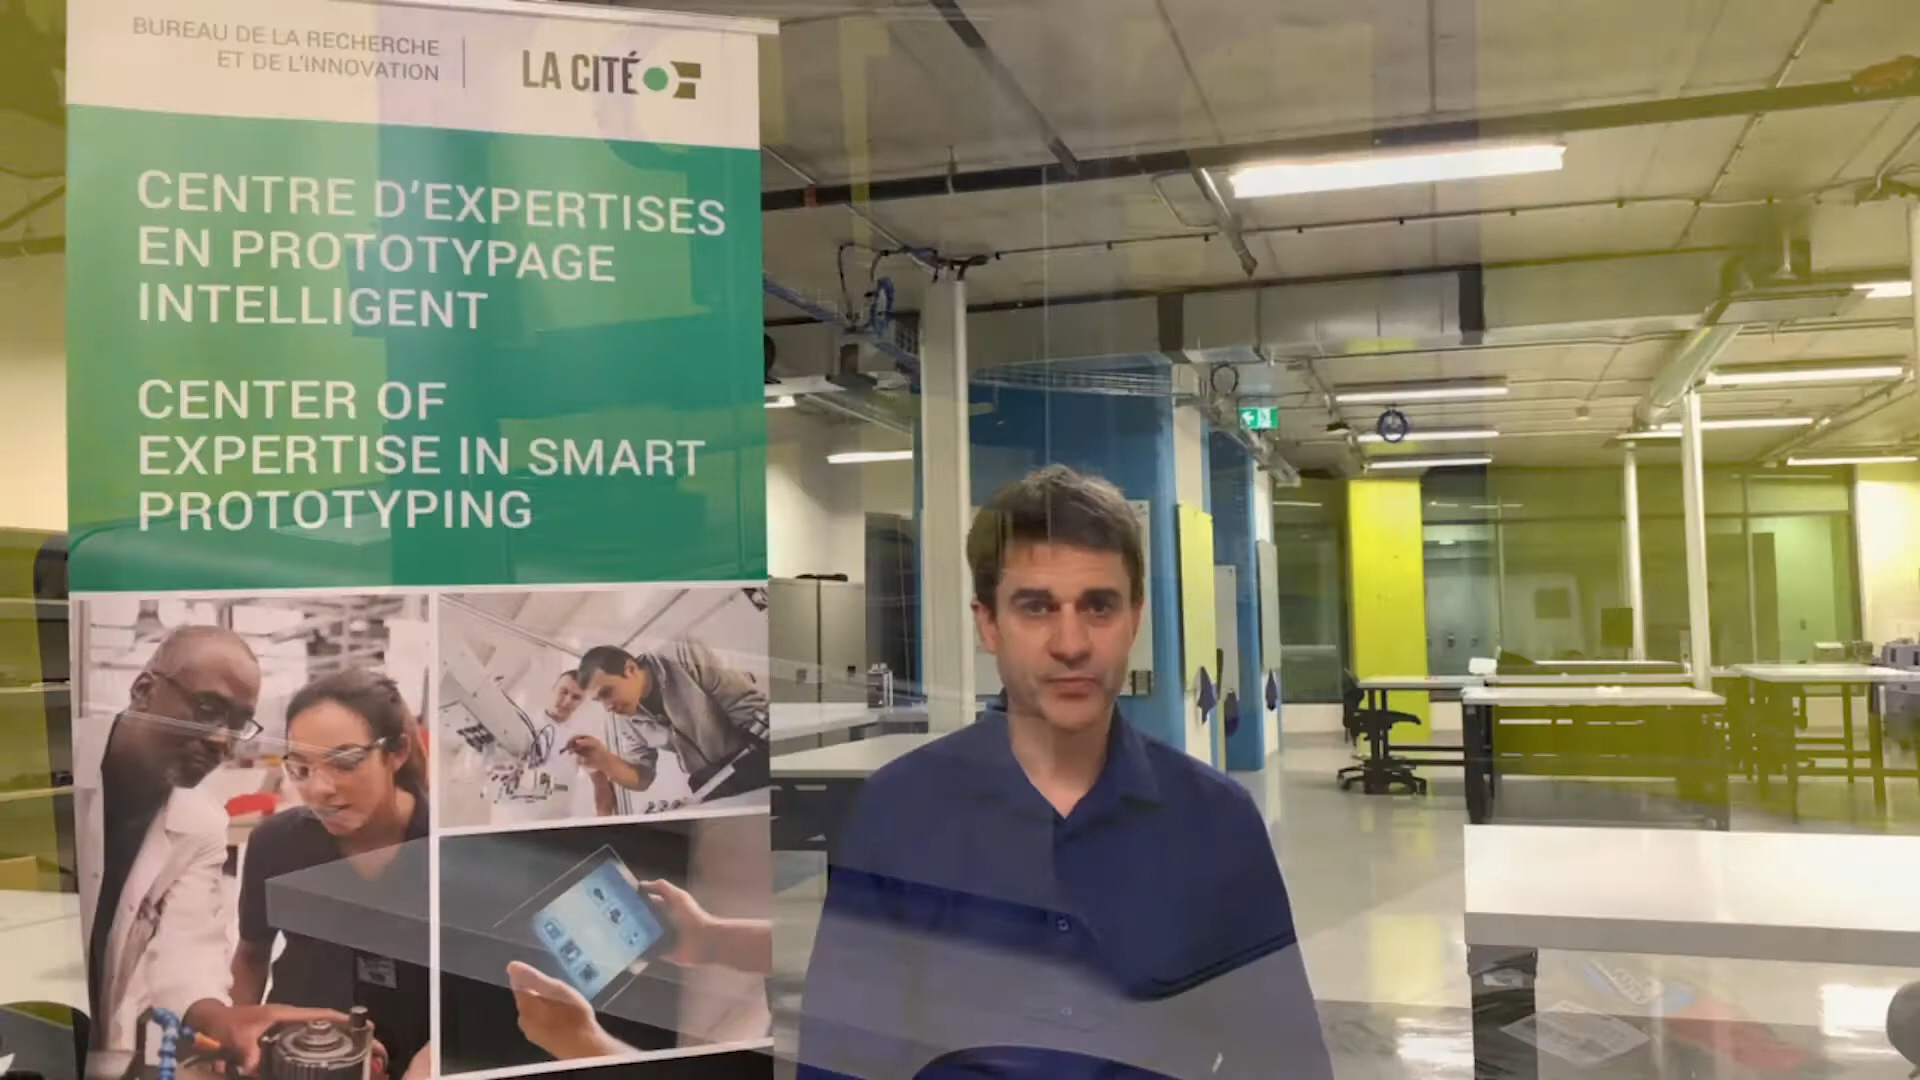 BUREAU DE LA RECHERCHE
ET DE L'INNOVATION
LA CITÉ
CENTRE D'EXPERTISES
EN PROTOTYPAGE
INTELLIGENT
CENTER OF
EXPERTISE IN SMART
PROTOTYPING